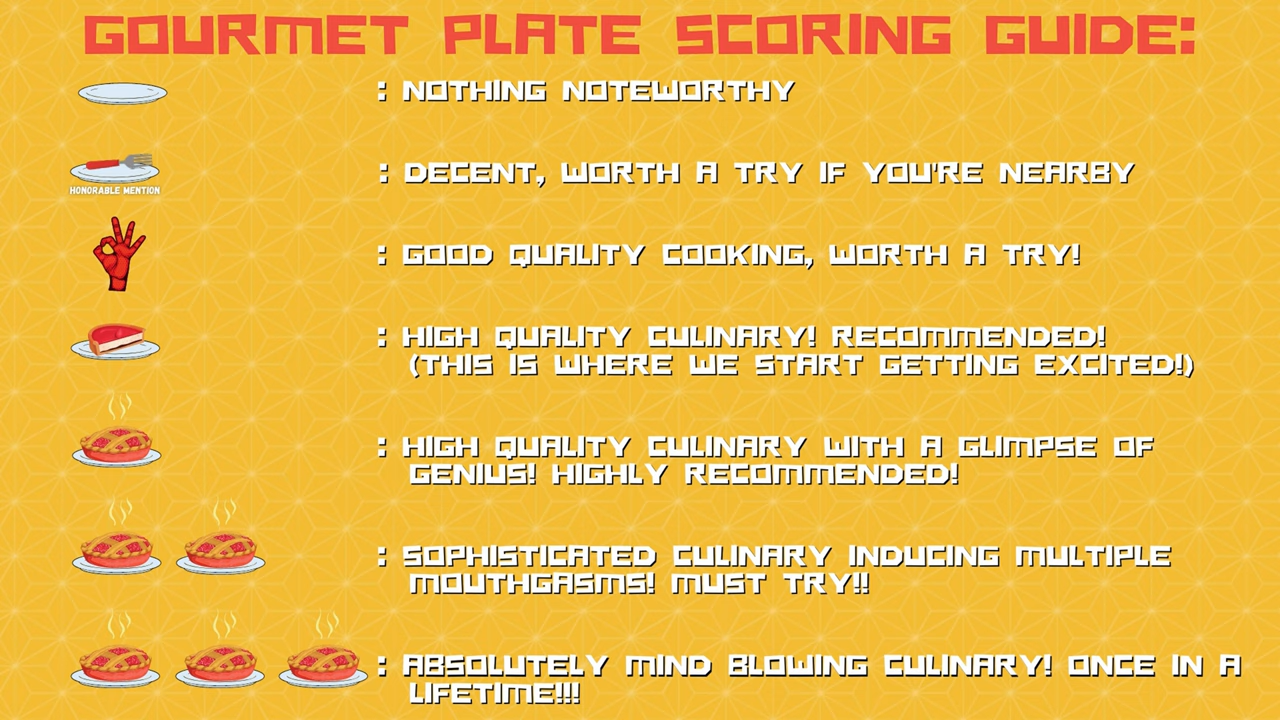 GOURMET PLATE SCORING GUIDE:
: NOTHING NOTEWORTHY
HONORABLE MENTION
: DECENT, WORTH A TRY IF YOU'RE NEARBY
: GOOD QUALITY COOKING, WORTH A TRY!
: HIGH QUALITY CULINARY! RECOMMENDED!
(THIS IS WHERE WE START GETTING EXCITED!)
: HIGH QUALITY CULINARY WITH A GLIMPSE OF
GENIUS! HIGHLY RECOMMENDED!
: SOPHISTICATED CULINARY INDUCING MULTIPLE
MOUTHGASMS! MUST TRY!!
: ABSOLUTELY MIND BLOWING CULINARY! ONCE IN A
LIFETIME!!!